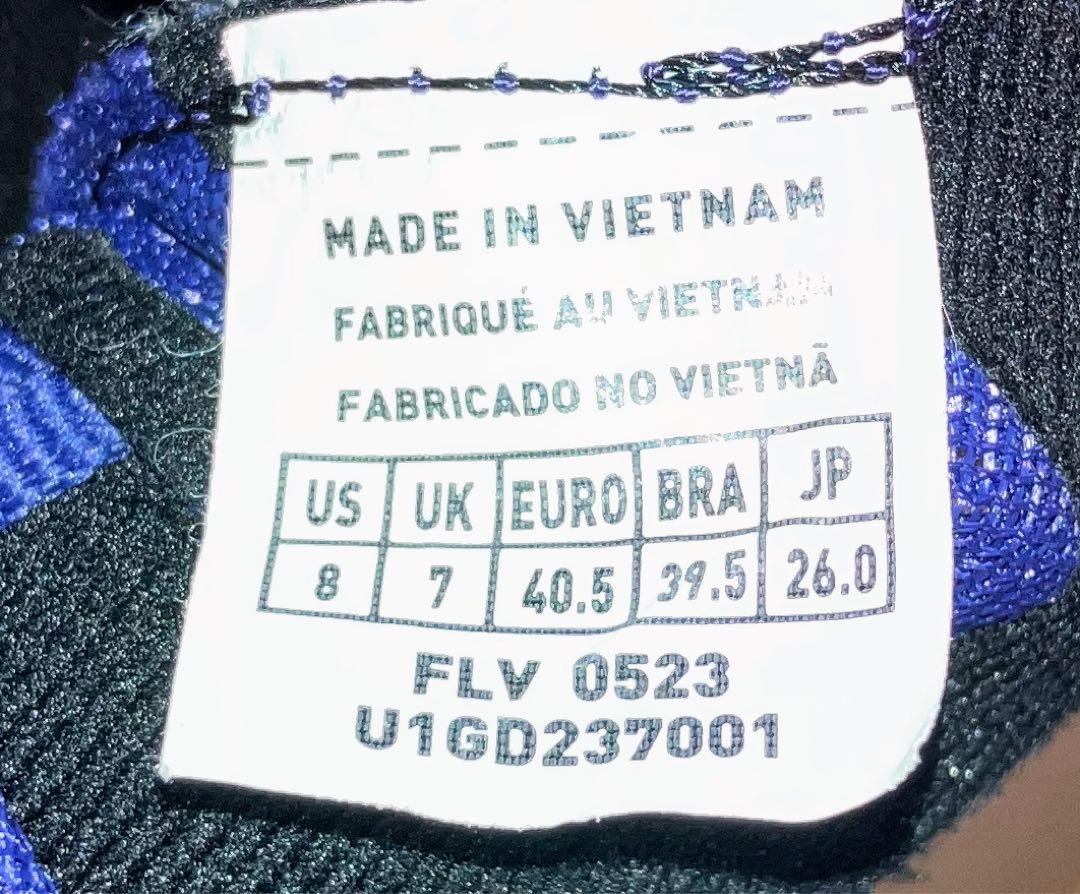 MADE IN VIETNAM
FABRIQUÉ AU VIETNAM
FABRICADO NO VIETNÃ
US UK EURO BRA JP
8 7 40.5 39.5 26.0
FLV 0523
U1GD237001